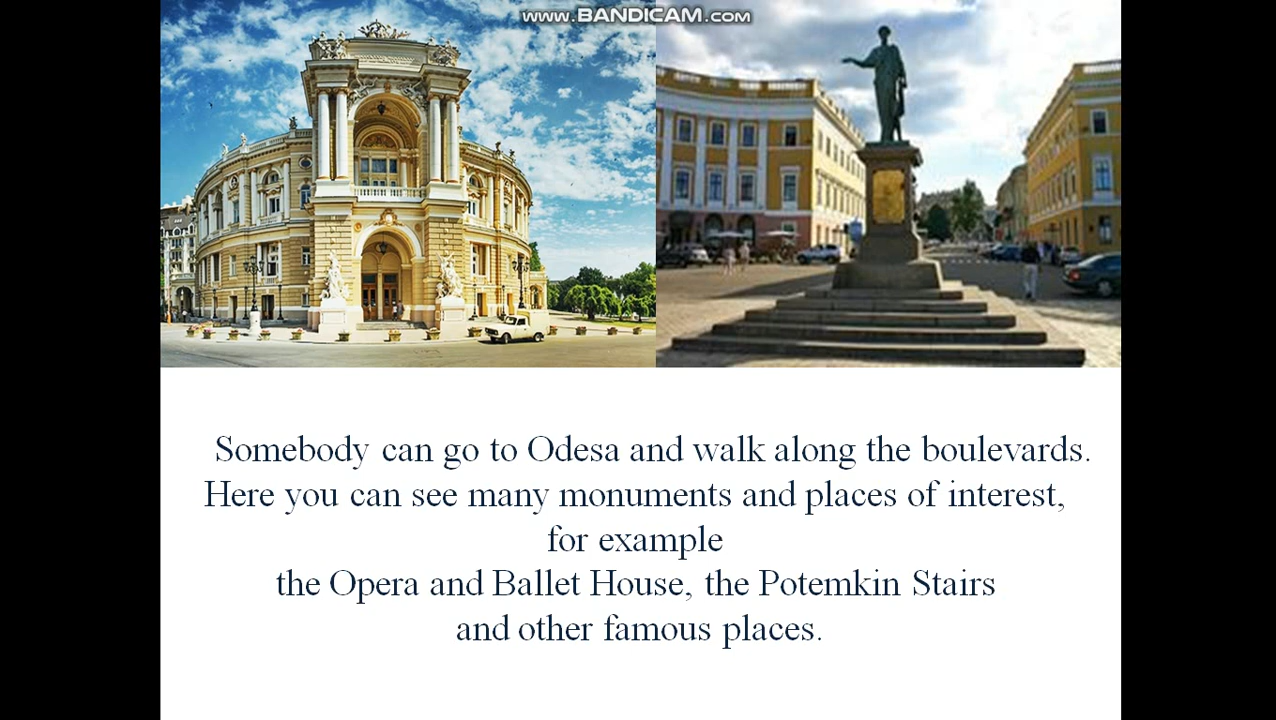 www.BANDICAM.com
Somebody can go to Odesa and walk along the boulevards.
Here you can see many monuments and places of interest,
for example
the Opera and Ballet House, the Potemkin Stairs
and other famous places.